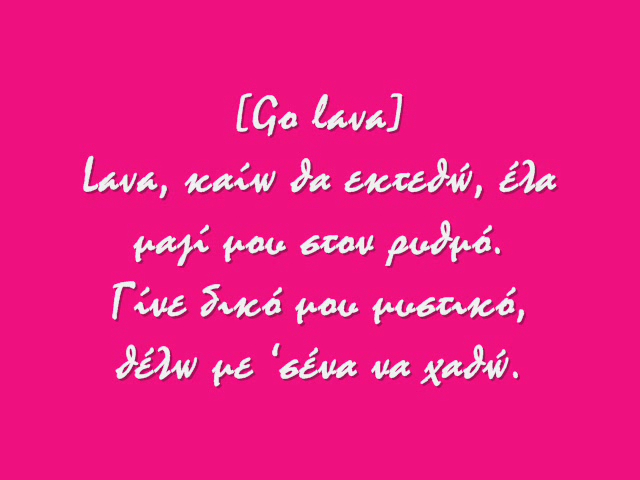 [Go lava]
Lava, καίω θα εκτεθώ, έλα
μαζί μου στον ρυθμό.
Γίνε δικό μου μυστικό,
θέλω με ‘σένα να χαθώ.